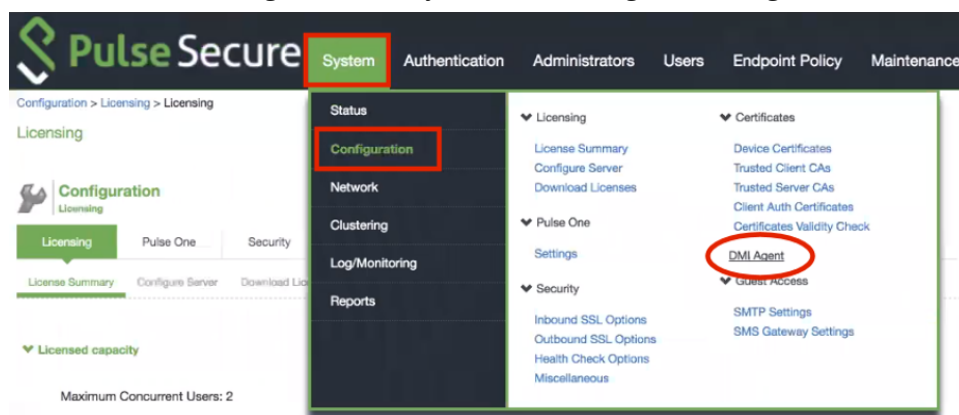 Pulse Secure
System Authentication Administrators Users Endpoint Policy Maintenance
Configuration > Licensing > Licensing
Licensing
Configuration
Licensing
Licensing Pulse One Security
License Summary Configure Server Download Lic
Licensed capacity
Maximum Concurrent Users: 2
Status
Configuration
Network
Clustering
Log/Monitoring
Reports
Licensing
License Summary
Configure Server
Download Licenses
Pulse One
Settings
Security
Inbound SSL Options
Outbound SSL Options
Health Check Options
Miscellaneous
Certificates
Device Certificates
Trusted Client CAs
Trusted Server CAs
Client Auth Certificates
Certificates Validity Check
DMI Agent
Guest Access
SMTP Settings
SMS Gateway Settings